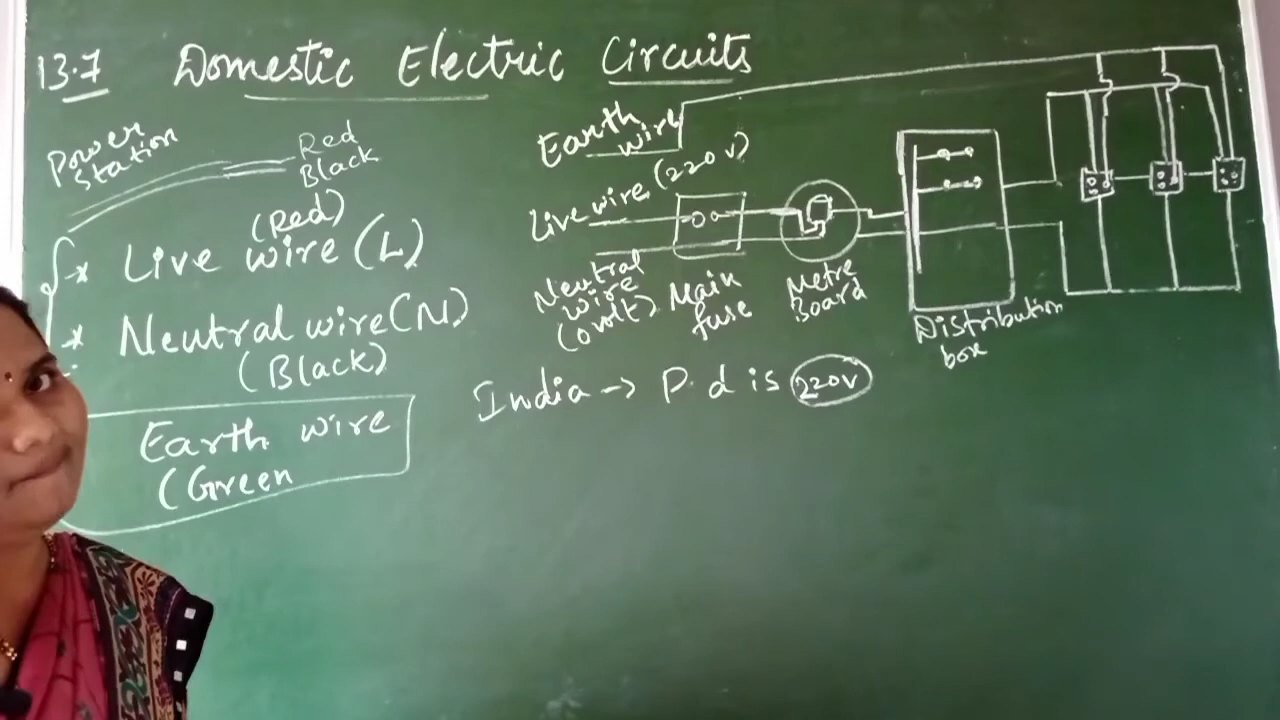 13.7 Domestic Electric Circuits
Power
Station
Red
Black
(Red)
* Live wire (L)
* Neutral wire (N)
(Black)
Earth wire
(Green
Earth
wire
Live wire (220 v)
Neutral
wire
(0 volt)
Main
fuse
Metre
Board
Distribution
box
India → P. d is 220v